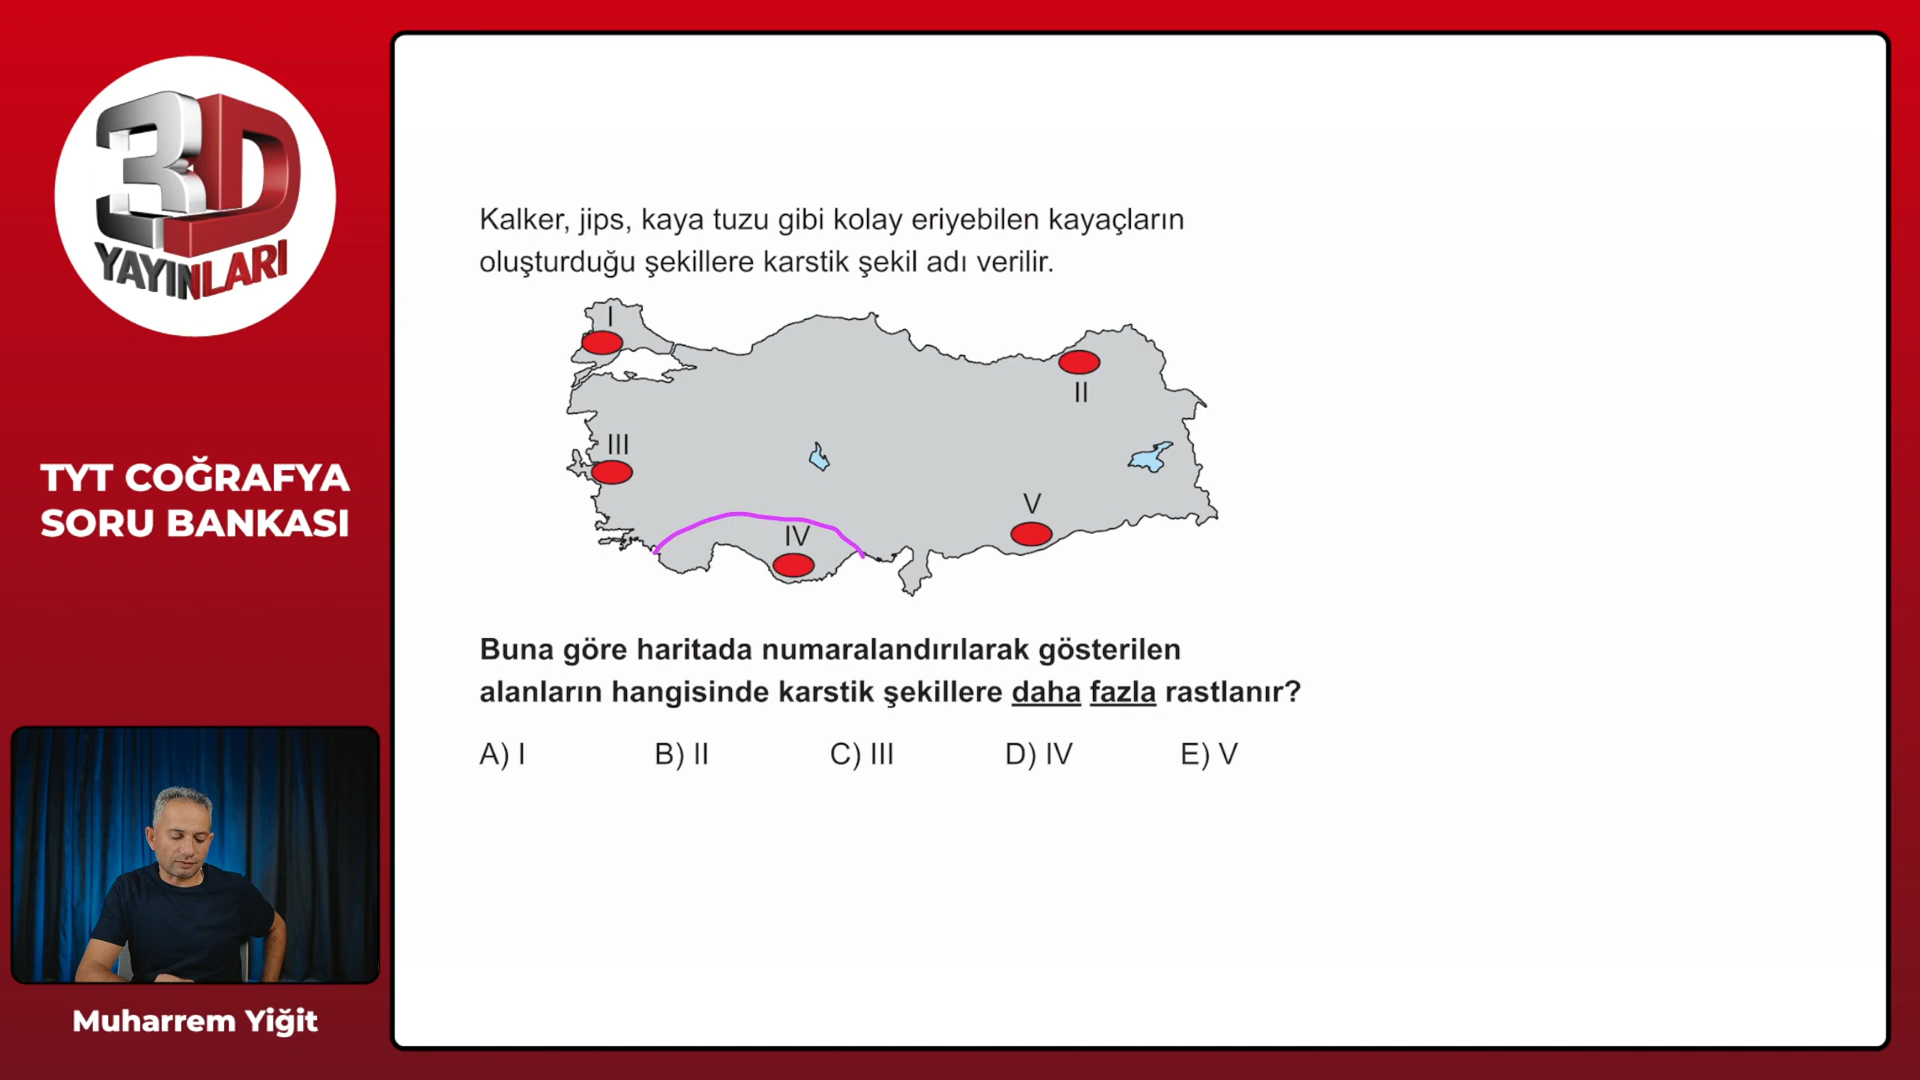 3D
YAYINLARI
TYT COĞRAFYA
SORU BANKASI
Muharrem Yiğit
Kalker, jips, kaya tuzu gibi kolay eriyebilen kayaçların
oluşturduğu şekillere karstik şekil adı verilir.
I
II
III
IV
V
Buna göre haritada numaralandırılarak gösterilen
alanların hangisinde karstik şekillere daha fazla rastlanır?
A) I B) II C) III D) IV E) V